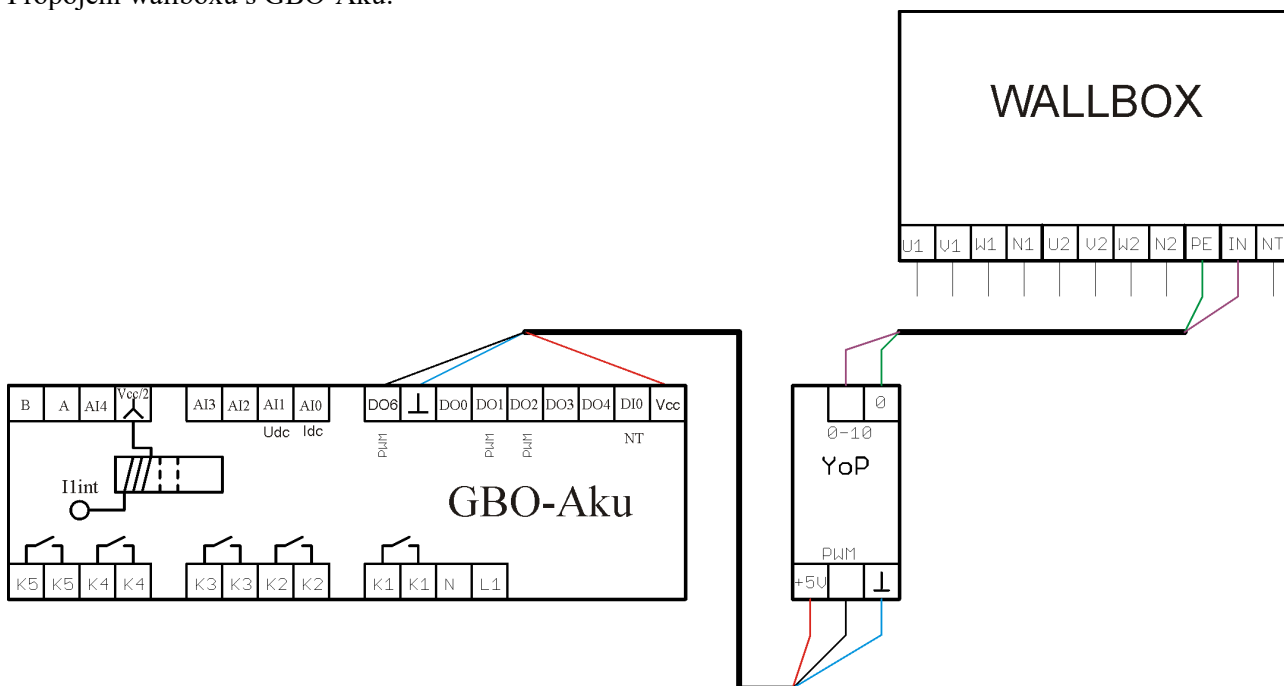 Propojení wallboxu s GBO-Aku:
WALLBOX
U1 V1 W1 N1 U2 V2 W2 N2 PE IN NT
B A AI4 Vcc/2 AI3 AI2 AI1 AI0 DO6 ⊥ DO0 DO1 DO2 DO3 DO4 DI0 Vcc
Udc Idc PWM PWM PWM NT
I1int
GBO-Aku
K5 K5 K4 K4 K3 K3 K2 K2 K1 K1 N L1
0
0-10
YoP
PWM
+5V ⊥